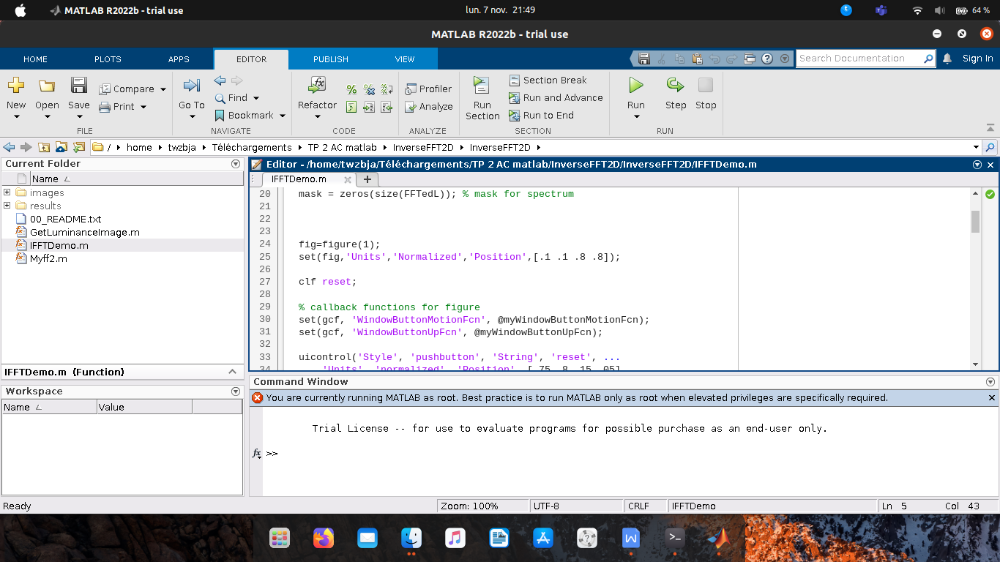 MATLAB R2022b - trial use
lun. 7 nov. 21:49
64 %
MATLAB R2022b - trial use
HOME
PLOTS
APPS
EDITOR
PUBLISH
VIEW
Search Documentation
Sign In
New
Open
Save
Compare
Print
FILE
Go To
Find
Bookmark
NAVIGATE
Refactor
CODE
Profiler
Analyze
ANALYZE
Run
Section
Section Break
Run and Advance
Run to End
SECTION
Run
Step
Stop
RUN
/ home twzbja Téléchargements TP 2 AC matlab InverseFFT2D InverseFFT2D
Current Folder
Name
images
results
00_README.txt
GetLuminanceImage.m
IFFTDemo.m
Myff2.m
IFFTDemo.m (Function)
Workspace
Name
Value
Editor - /home/twzbja/Téléchargements/TP 2 AC matlab/InverseFFT2D/InverseFFT2D/IFFTDemo.m
IFFTDemo.m
20 mask = zeros(size(FFTedL)); % mask for spectrum
21
22
23
24 fig=figure(1);
25 set(fig,'Units','Normalized','Position',[.1 .1 .8 .8]);
26
27 clf reset;
28
29 % callback functions for figure
30 set(gcf, 'WindowButtonMotionFcn', @myWindowButtonMotionFcn);
31 set(gcf, 'WindowButtonUpFcn', @myWindowButtonUpFcn);
32
33 uicontrol('Style', 'pushbutton', 'String', 'reset', ...
34 'Units', 'normalized', 'Position', [.75 .8 .15 .05]
Command Window
You are currently running MATLAB as root. Best practice is to run MATLAB only as root when elevated privileges are specifically required.
Trial License -- for use to evaluate programs for possible purchase as an end-user only.
fx >>
Ready
Zoom: 100%
UTF-8
CRLF
IFFTDemo
Ln 5 Col 43